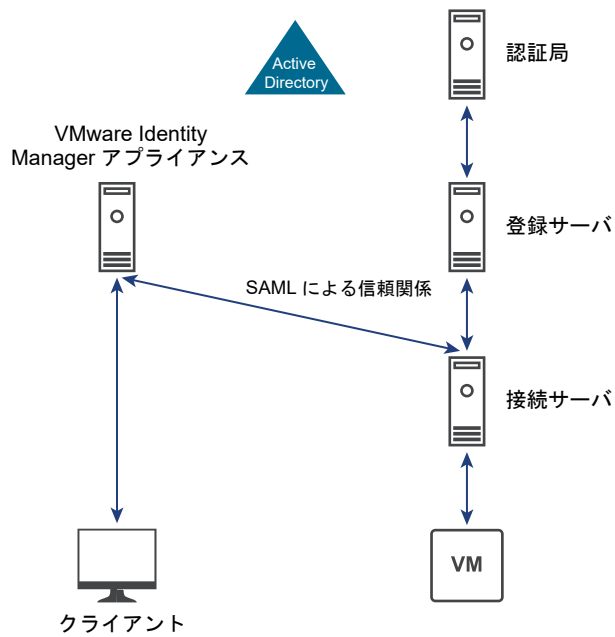 Active
Directory
認証局
VMware Identity
Manager アプライアンス
登録サーバ
SAML による信頼関係
接続サーバ
VM
クライアント